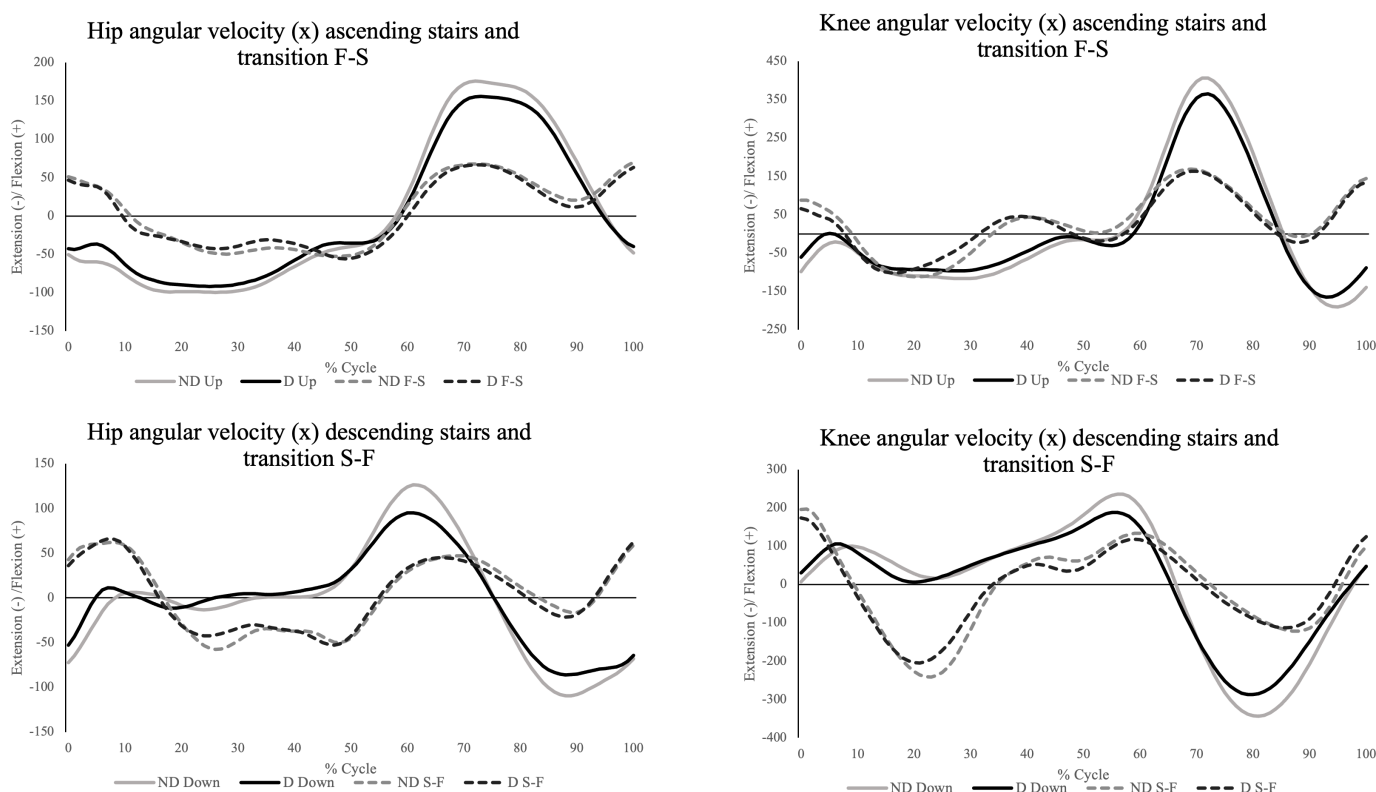 Hip angular velocity (x) ascending stairs and
transition F-S
Extension (-)/ Flexion (+)
200
150
100
50
0
-50
-100
-150
0 10 20 30 40 50 60 70 80 90 100
% Cycle
ND Up D Up ND F-S D F-S
Knee angular velocity (x) ascending stairs and
transition F-S
Extension (-)/ Flexion (+)
450
350
250
150
50
-50
-150
-250
0 10 20 30 40 50 60 70 80 90 100
% Cycle
ND Up D Up ND F-S D F-S
Hip angular velocity (x) descending stairs and
transition S-F
Extension (-) /Flexion (+)
150
100
50
0
-50
-100
-150
0 10 20 30 40 50 60 70 80 90 100
% Cycle
ND Down D Down ND S-F D S-F
Knee angular velocity (x) descending stairs and
transition S-F
Extension (-)/ Flexion (+)
300
200
100
0
-100
-200
-300
-400
0 10 20 30 40 50 60 70 80 90 100
% Cycle
ND Down D Down ND S-F D S-F